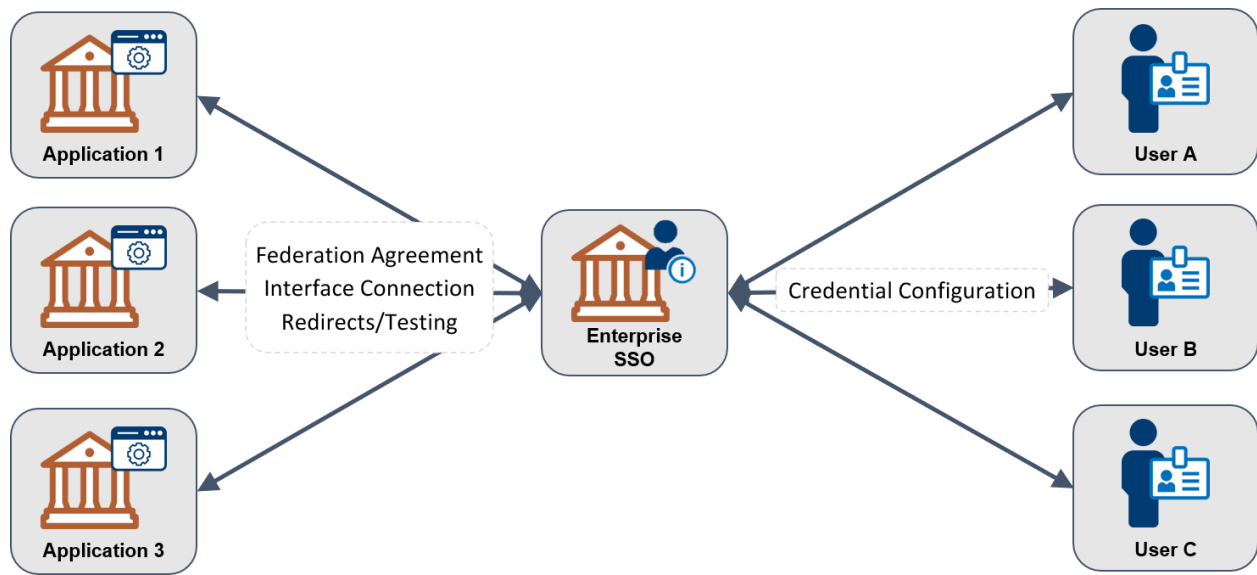 Application 1
Application 2
Application 3
Federation Agreement
Interface Connection
Redirects/Testing
Enterprise
SSO
Credential Configuration
User A
User B
User C